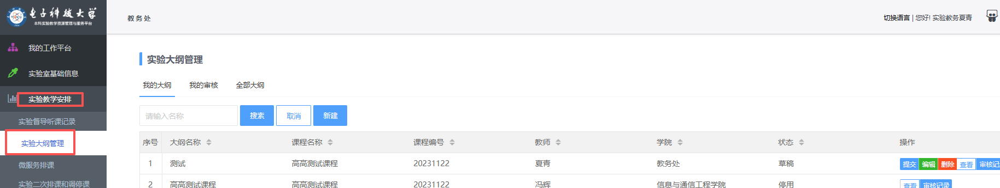 电子科技大学
本科实验教学资源管理与服务平台
教务处
切换语言 | 您好! 实验教务夏青
我的工作平台
实验室基础信息
实验教学安排
实验督导听课记录
实验大纲管理
微服务排课
实验二次排课和调停课
实验大纲管理
我的大纲 我的审核 全部大纲
请输入名称 搜索 取消 新建
序号 大纲名称 课程名称 课程编号 教师 学院 状态 操作
1 测试 高高测试课程 20231122 夏青 教务处 草稿 提交 编辑 删除 查看 审核记
2 高高测试课程 高高测试课程 20231122 冯辉 信息与通信工程学院 停用 查看 审核记录